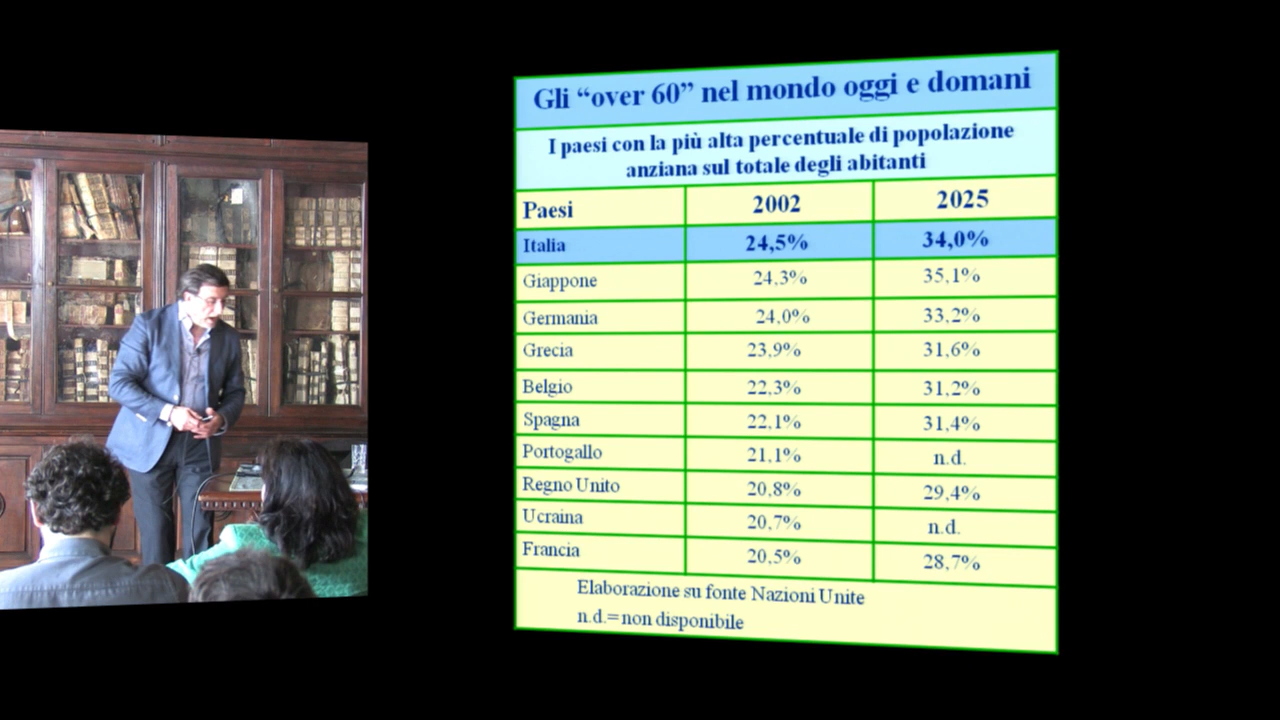 Gli “over 60” nel mondo oggi e domani
I paesi con la più alta percentuale di popolazione
anziana sul totale degli abitanti
Paesi 2002 2025
Italia 24,5% 34,0%
Giappone 24,3% 35,1%
Germania 24,0% 33,2%
Grecia 23,9% 31,6%
Belgio 22,3% 31,2%
Spagna 22,1% 31,4%
Portogallo 21,1% n.d.
Regno Unito 20,8% 29,4%
Ucraina 20,7% n.d.
Francia 20,5% 28,7%
Elaborazione su fonte Nazioni Unite
n.d.=non disponibile